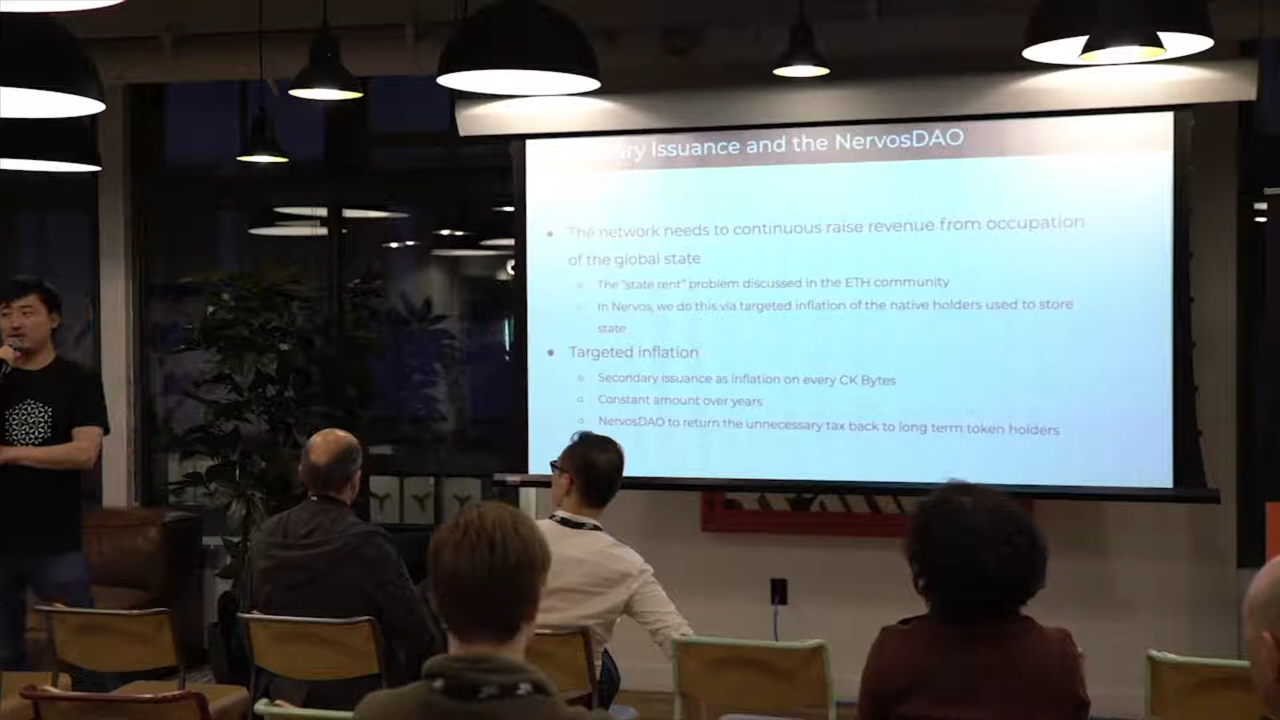 ry Issuance and the NervosDAO
The network needs to continuous raise revenue from occupation
of the global state
The "state rent" problem discussed in the ETH community
In Nervos, we do this via targeted inflation of the native holders used to store
state
Targeted inflation
Secondary issuance as inflation on every CK Bytes
Constant amount over years
NervosDAO to return the unnecessary tax back to long term token holders